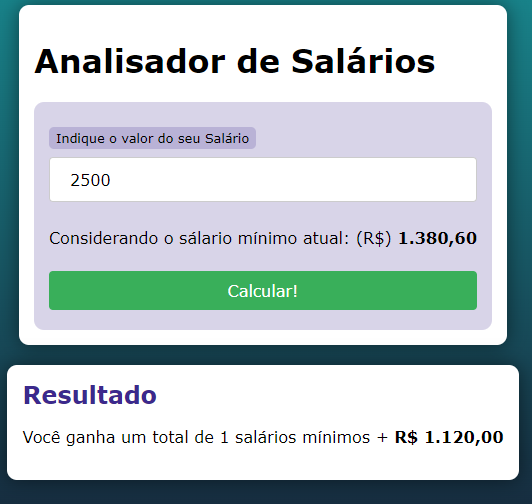 Analisador de Salários
Indique o valor do seu Salário
2500
Considerando o sálario mínimo atual: (R$) 1.380,60
Calcular!
Resultado
Você ganha um total de 1 salários mínimos + R$ 1.120,00